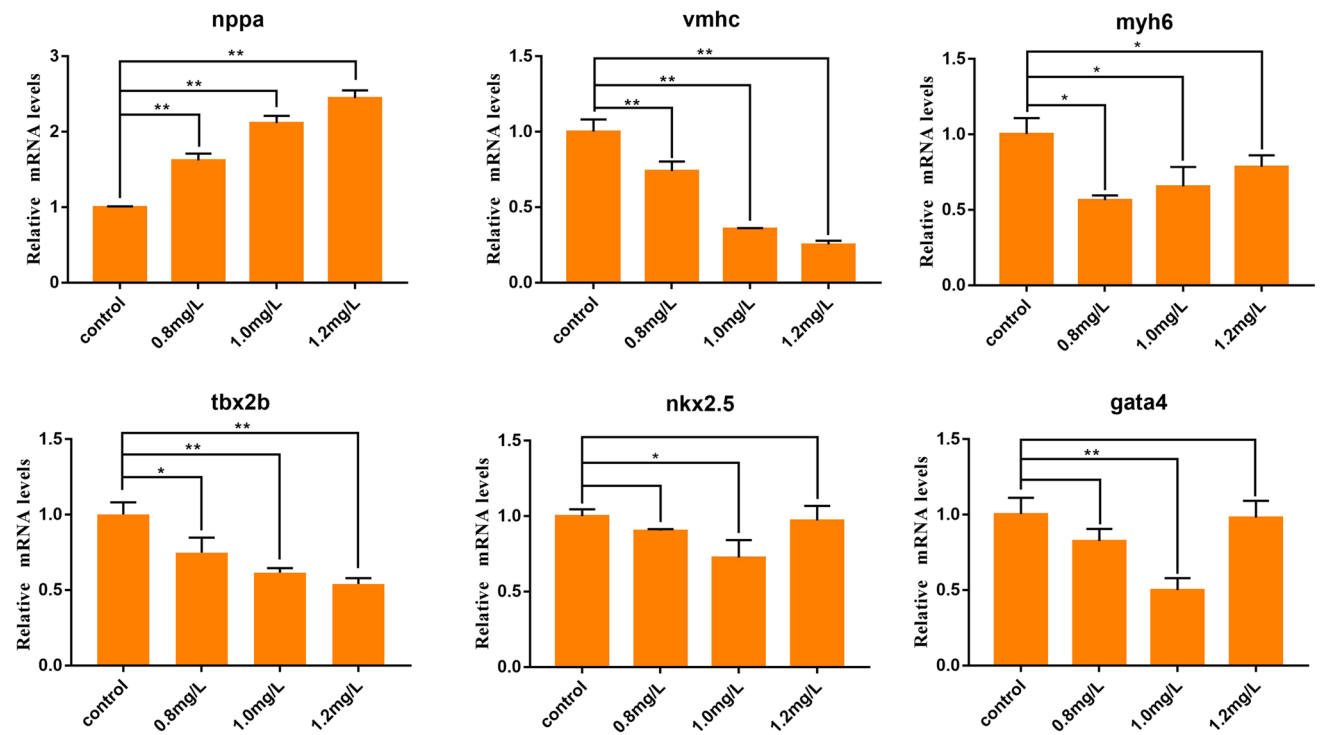 nppa
Relative mRNA levels
3
2
1
0
**
**
**
control
0.8mg/L
1.0mg/L
1.2mg/L
vmhc
Relative mRNA levels
1.5
1.0
0.5
0.0
**
**
**
control
0.8mg/L
1.0mg/L
1.2mg/L
myh6
Relative mRNA levels
1.5
1.0
0.5
0.0
*
*
*
control
0.8mg/L
1.0mg/L
1.2mg/L
tbx2b
Relative mRNA levels
1.5
1.0
0.5
0.0
**
**
*
control
0.8mg/L
1.0mg/L
1.2mg/L
nkx2.5
Relative mRNA levels
1.5
1.0
0.5
0.0
*
control
0.8mg/L
1.0mg/L
1.2mg/L
gata4
Relative mRNA levels
1.5
1.0
0.5
0.0
**
control
0.8mg/L
1.0mg/L
1.2mg/L